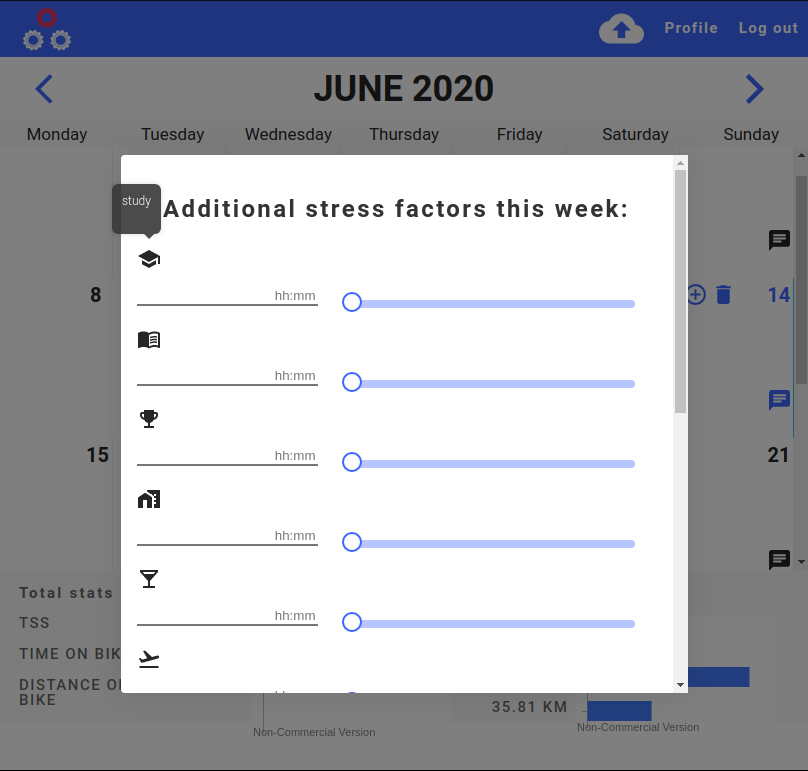 Profile Log out
JUNE 2020
Monday Tuesday Wednesday Thursday Friday Saturday Sunday
study
Additional stress factors this week:
hh:mm
8 14
hh:mm
hh:mm
15 21
hh:mm
hh:mm
Total stats
TSS
TIME ON BIK
DISTANCE O
BIKE
35.81 KM
Non-Commercial Version
Non-Commercial Version